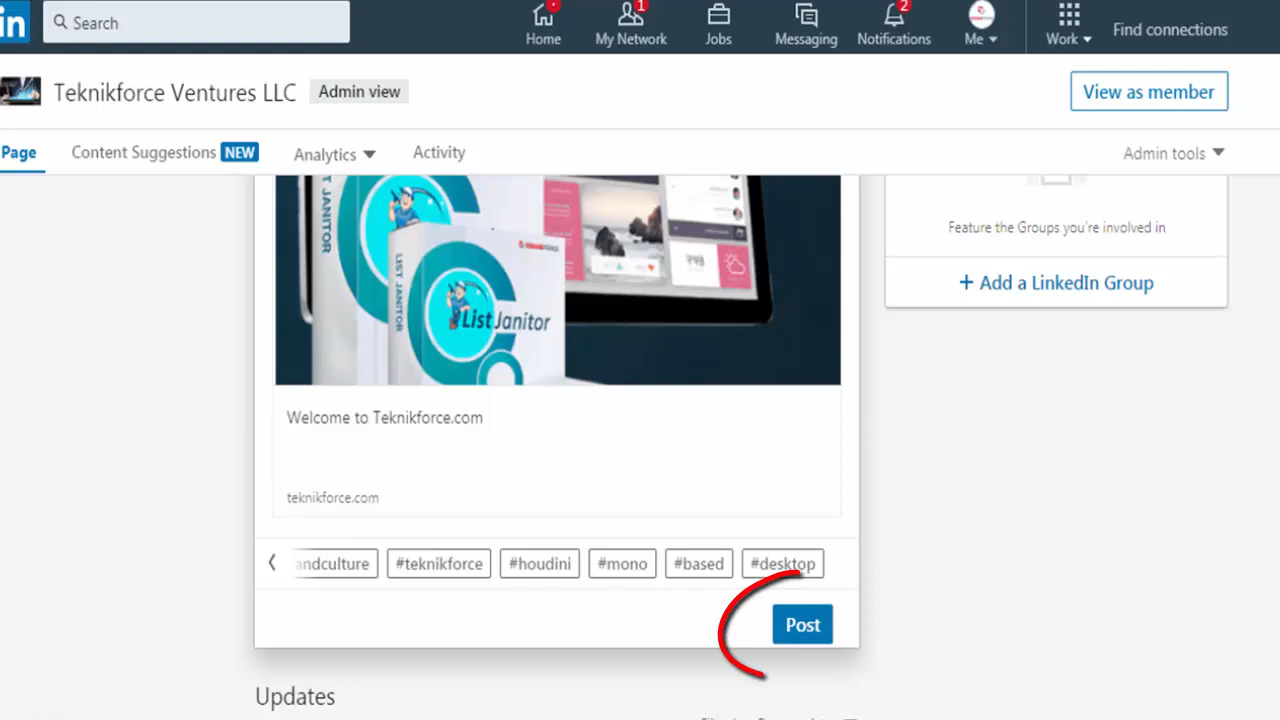 in
Search
Home
1
My Network
Jobs
Messaging
2
Notifications
Me
Work
Find connections
Teknikforce Ventures LLC
Admin view
View as member
Page
Content Suggestions NEW
Analytics
Activity
Admin tools
LIST JANITOR
List Janitor
Feature the Groups you're involved in
+ Add a LinkedIn Group
Welcome to Teknikforce.com
teknikforce.com
andculture
#teknikforce
#houdini
#mono
#based
#desktop
Post
Updates